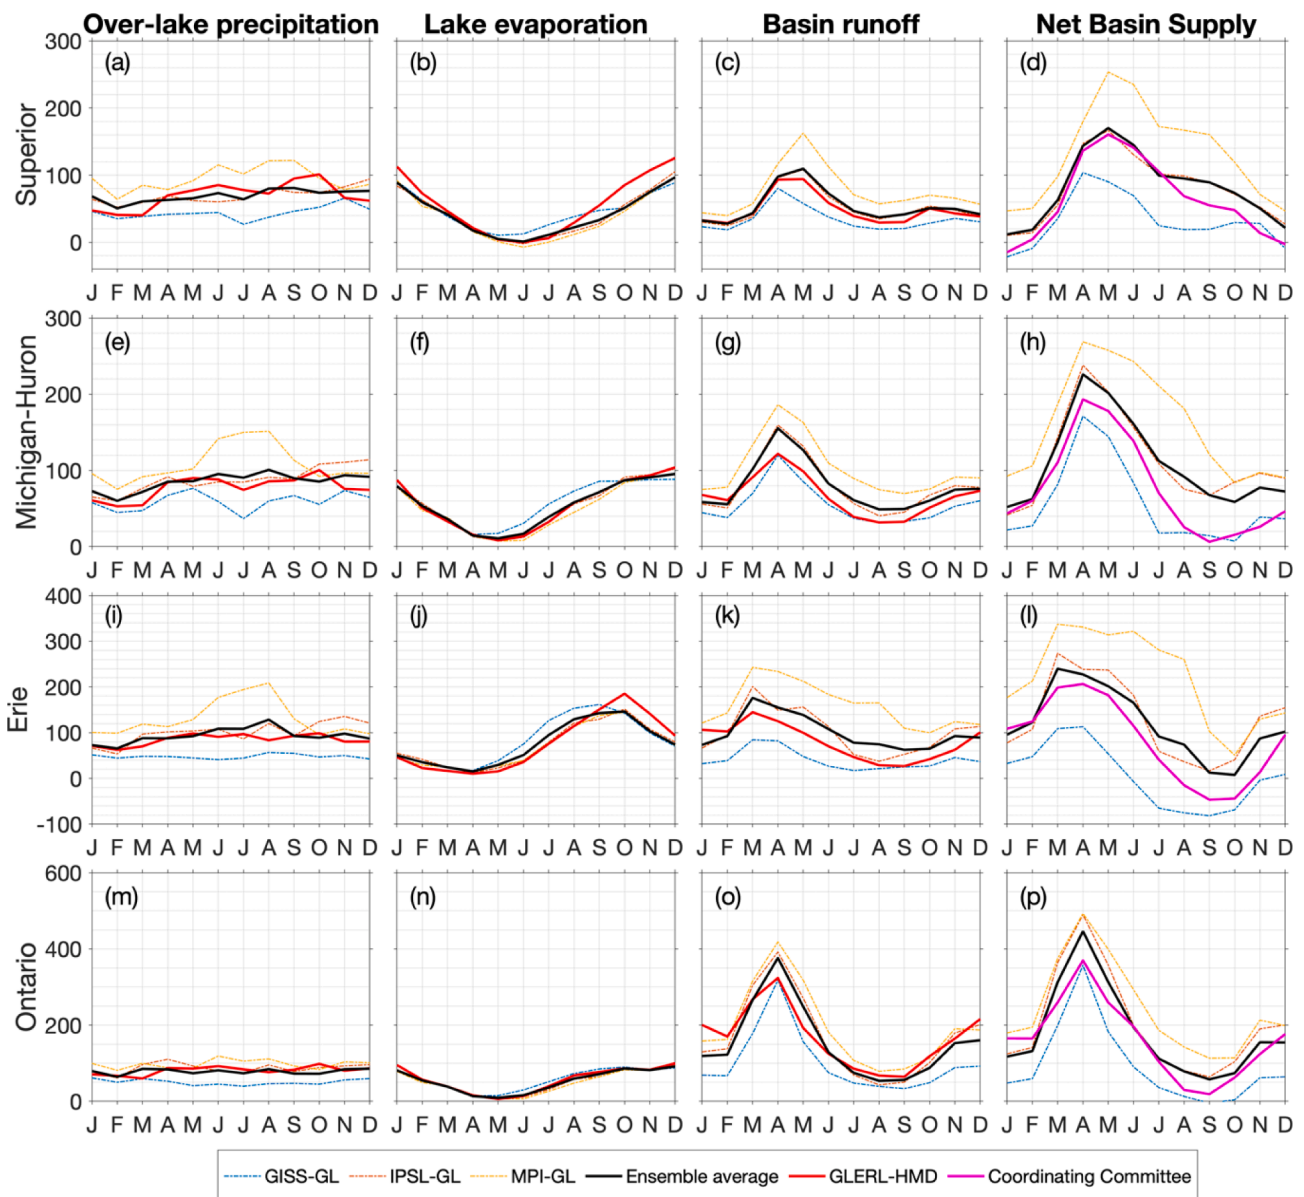 Over-lake precipitation Lake evaporation Basin runoff Net Basin Supply
300 (a) (b) (c) (d)
200
100
0
Superior
J F M A M J J A S O N D J F M A M J J A S O N D J F M A M J J A S O N D J F M A M J J A S O N D
300 (e) (f) (g) (h)
200
100
0
Michigan-Huron
J F M A M J J A S O N D J F M A M J J A S O N D J F M A M J J A S O N D J F M A M J J A S O N D
400 (i) (j) (k) (l)
300
200
100
0
-100
Erie
J F M A M J J A S O N D J F M A M J J A S O N D J F M A M J J A S O N D J F M A M J J A S O N D
600 (m) (n) (o) (p)
400
200
0
Ontario
J F M A M J J A S O N D J F M A M J J A S O N D J F M A M J J A S O N D J F M A M J J A S O N D
GISS-GL IPSL-GL MPI-GL Ensemble average GLERL-HMD Coordinating Committee